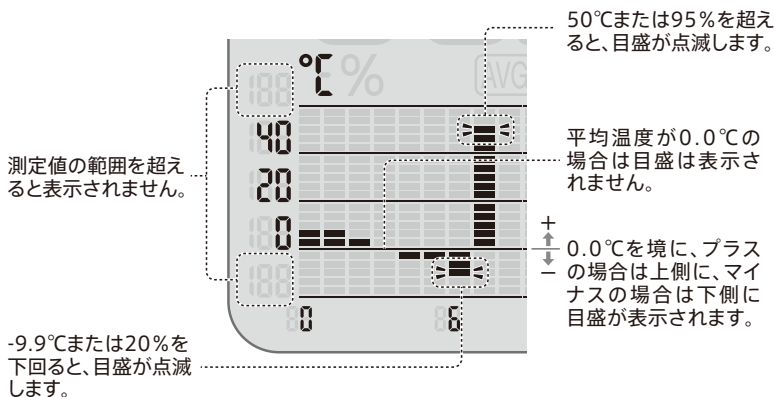 50℃または95%を超え
ると、目盛が点滅します。
℃%
AVG
188
40
測定値の範囲を超え
ると表示されません。
平均温度が0.0℃の
場合は目盛は表示さ
れません。
20
0
+
−
0.0℃を境に、プラス
の場合は上側に、マイ
ナスの場合は下側に
目盛が表示されます。
188
0
6
-9.9℃または20%を
下回ると、目盛が点滅
します。